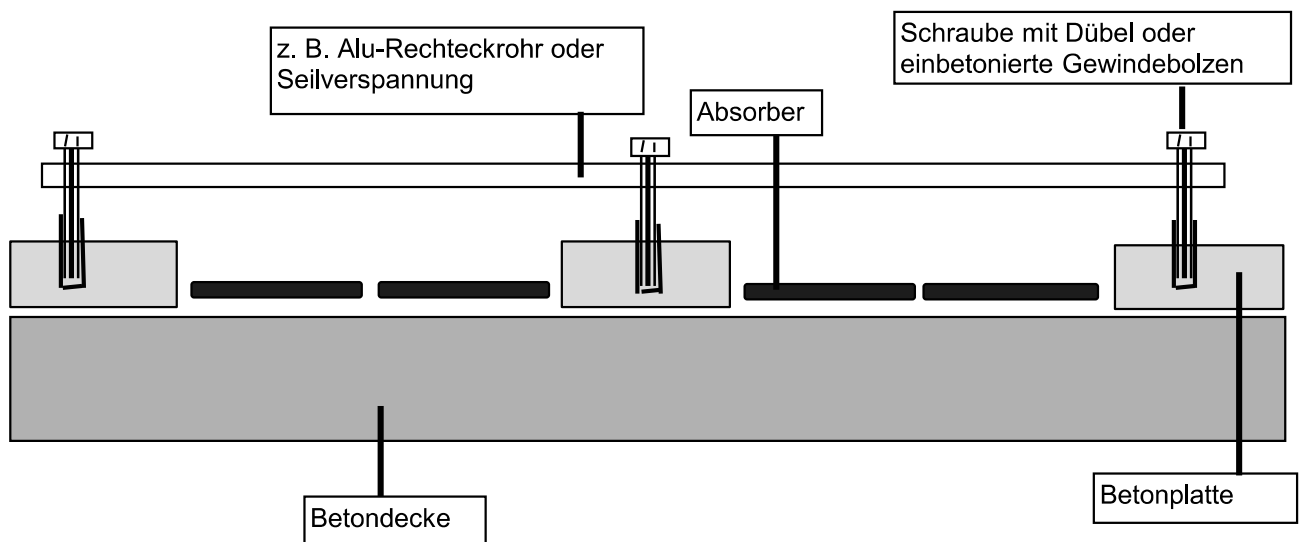 z. B. Alu-Rechteckrohr oder
Seilverspannung
Schraube mit Dübel oder
einbetonierte Gewindebolzen
Absorber
Betonplatte
Betondecke